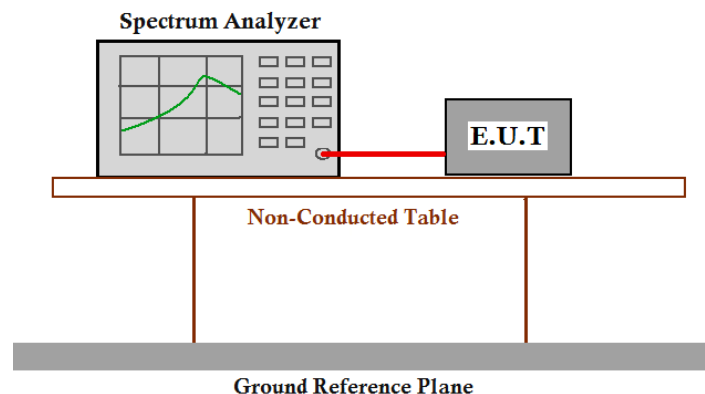 Spectrum Analyzer
E.U.T
Non-Conducted Table
Ground Reference Plane